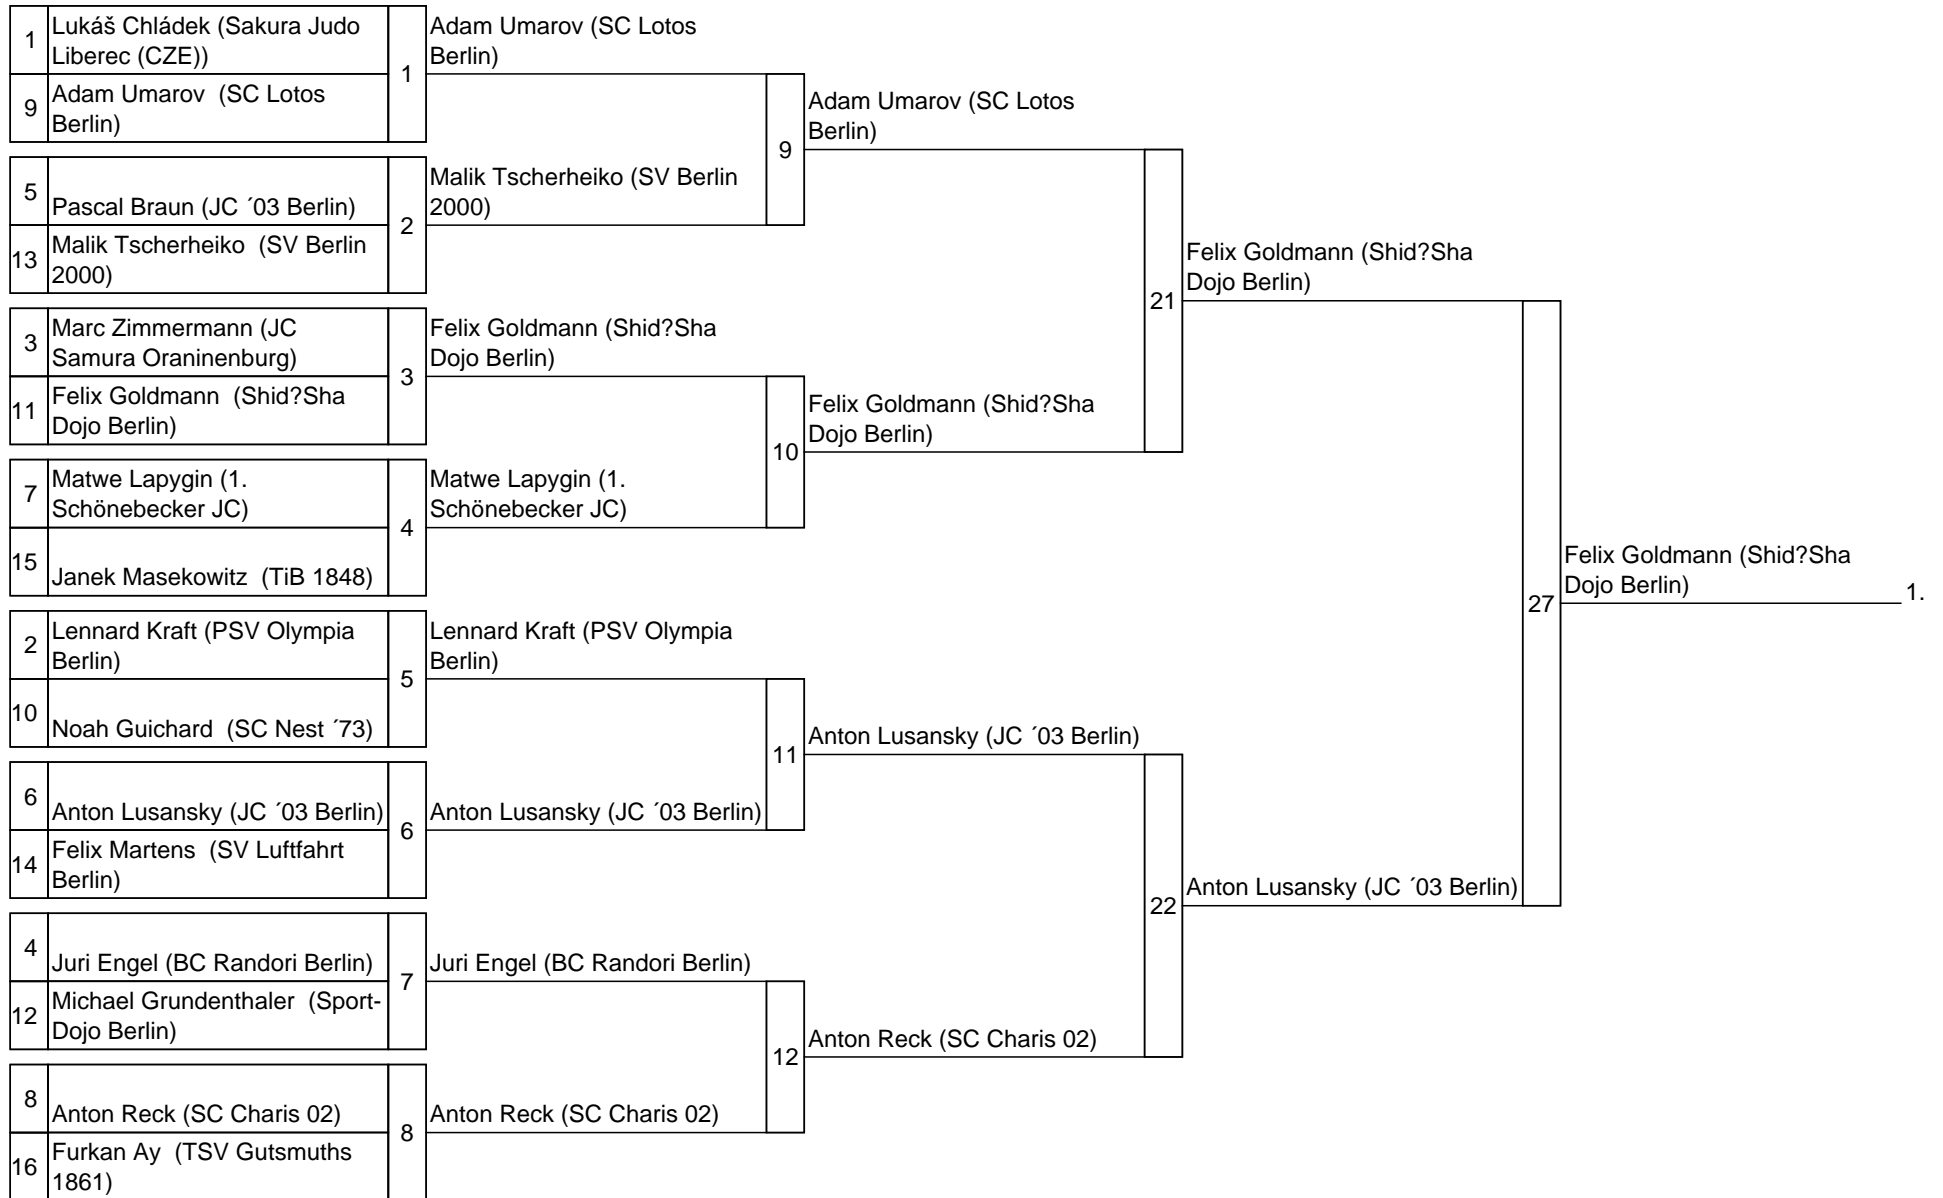 1
Lukáš Chládek (Sakura Judo
Liberec (CZE))
9
Adam Umarov  (SC Lotos
Berlin)
1
5
Pascal Braun (JC ´03 Berlin)
13
Malik Tscherheiko  (SV Berlin
2000)
2
3
Marc Zimmermann (JC
Samura Oraninenburg)
11
Felix Goldmann  (Shid?Sha
Dojo Berlin)
3
7
Matwe Lapygin (1.
Schönebecker JC)
15
Janek Masekowitz  (TiB 1848)
4
2
Lennard Kraft (PSV Olympia
Berlin)
10
Noah Guichard  (SC Nest ´73)
5
6
Anton Lusansky (JC ´03 Berlin)
14
Felix Martens  (SV Luftfahrt
Berlin)
6
4
Juri Engel (BC Randori Berlin)
12
Michael Grundenthaler  (Sport-
Dojo Berlin)
7
8
Anton Reck (SC Charis 02)
16
Furkan Ay  (TSV Gutsmuths
1861)
8
Adam Umarov (SC Lotos
Berlin)
Malik Tscherheiko (SV Berlin
2000)
9
Felix Goldmann (Shid?Sha
Dojo Berlin)
Matwe Lapygin (1.
Schönebecker JC)
10
Lennard Kraft (PSV Olympia
Berlin)
Anton Lusansky (JC ´03 Berlin)
11
Juri Engel (BC Randori Berlin)
Anton Reck (SC Charis 02)
12
Adam Umarov (SC Lotos
Berlin)
Felix Goldmann (Shid?Sha
Dojo Berlin)
21
Anton Lusansky (JC ´03 Berlin)
Anton Reck (SC Charis 02)
22
Felix Goldmann (Shid?Sha
Dojo Berlin)
Anton Lusansky (JC ´03 Berlin)
27
Felix Goldmann (Shid?Sha
Dojo Berlin)
1.